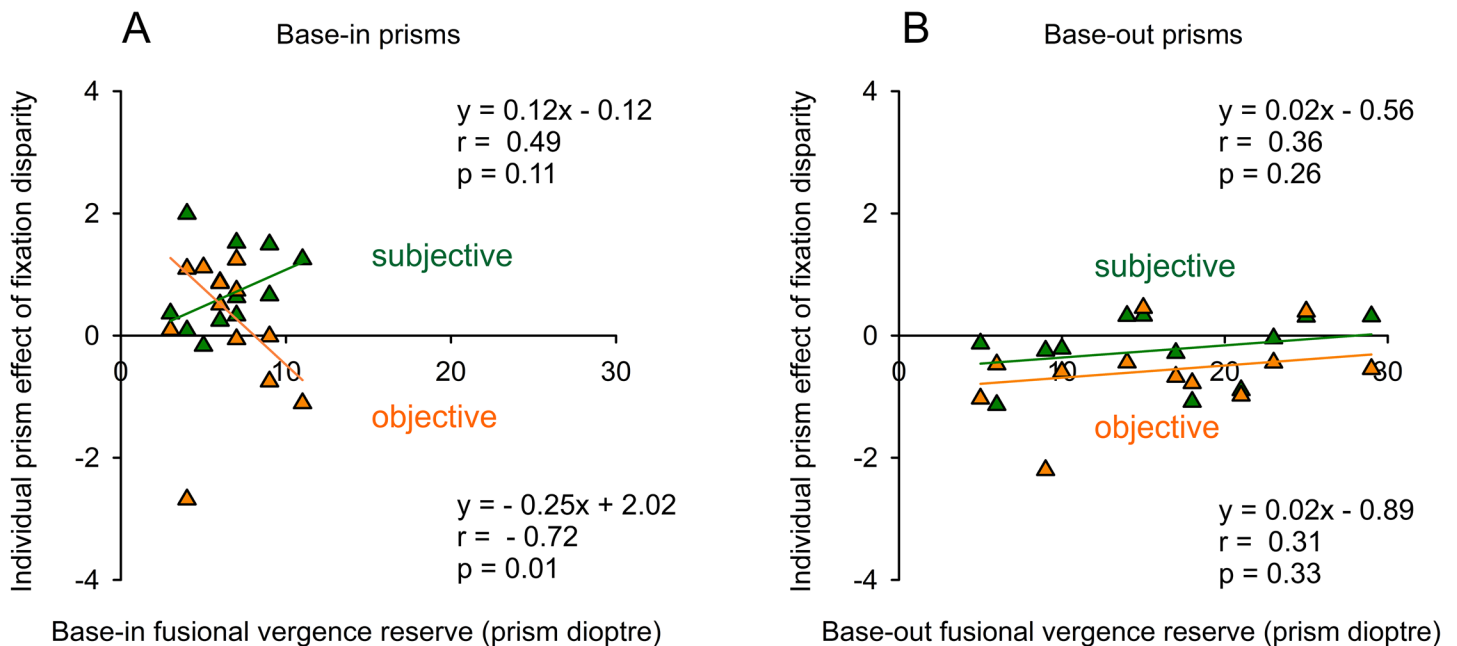 A
Base-in prisms
Individual prism effect of fixation disparity
4
2
0
-2
-4
0
10
20
30
y = 0.12x - 0.12
r = 0.49
p = 0.11
subjective
objective
y = - 0.25x + 2.02
r = - 0.72
p = 0.01
Base-in fusional vergence reserve (prism dioptre)
B
Base-out prisms
Individual prism effect of fixation disparity
4
2
0
-2
-4
0
10
20
30
y = 0.02x - 0.56
r = 0.36
p = 0.26
subjective
objective
y = 0.02x - 0.89
r = 0.31
p = 0.33
Base-out fusional vergence reserve (prism dioptre)